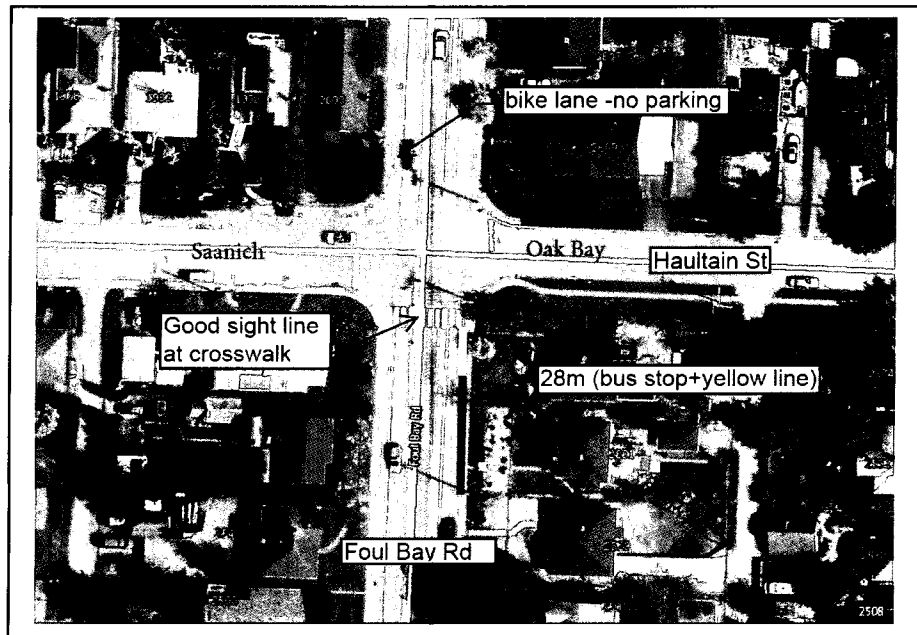 bike lane -no parking
Saanich
Oak Bay
Haultain St
Good sight line
at crosswalk
28m (bus stop+yellow line)
Foul Bay Rd
Foul Bay Rd
2508